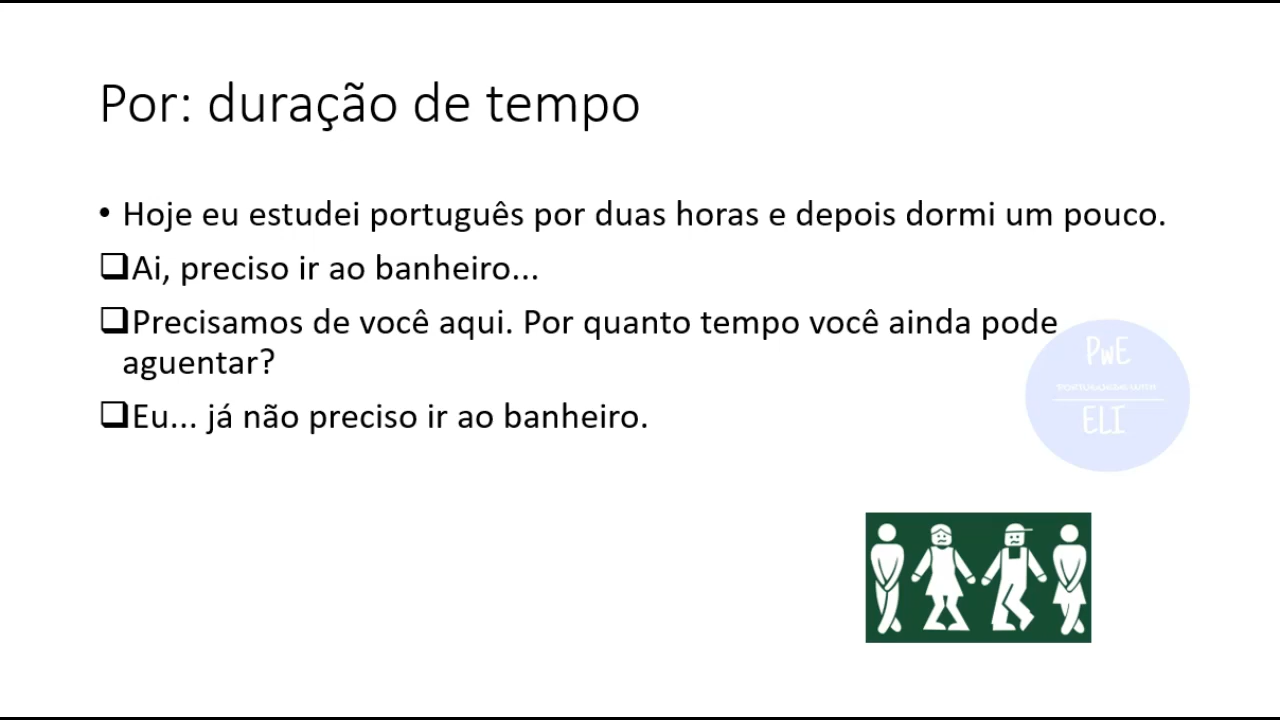 Por: duração de tempo
• Hoje eu estudei português por duas horas e depois dormi um pouco.
❑Ai, preciso ir ao banheiro...
❑Precisamos de você aqui. Por quanto tempo você ainda pode
aguentar?
❑Eu... já não preciso ir ao banheiro.
PwE
ELI